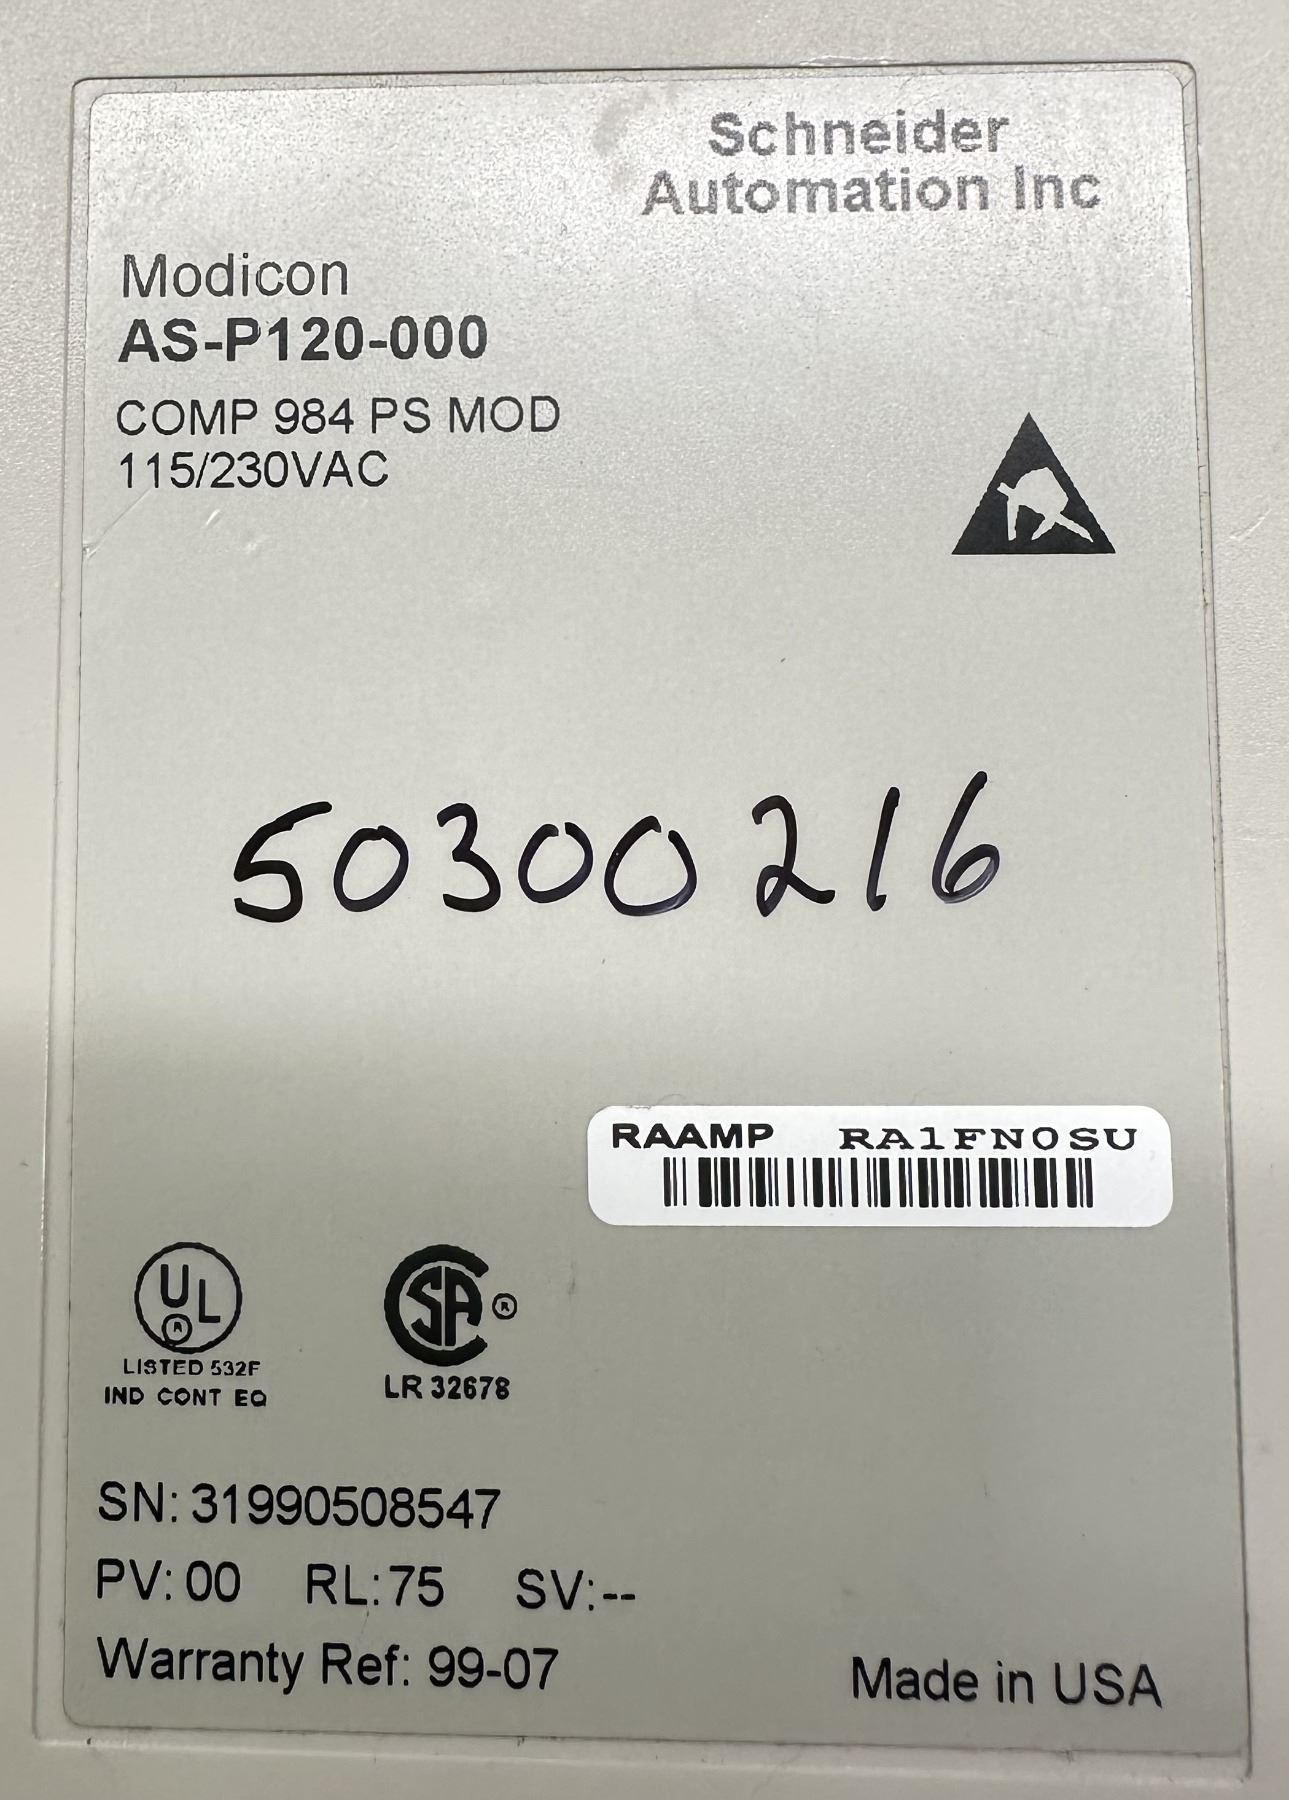 Schneider
Automation Inc
Modicon
AS-P120-000
COMP 984 PS MOD
115/230VAC
50300216
RAAMP RA1FN0SU
UL ®
LISTED 532F
IND CONT EQ
CSA ®
LR 32678
SN: 31990508547
PV: 00 RL: 75 SV: --
Warranty Ref: 99-07
Made in USA